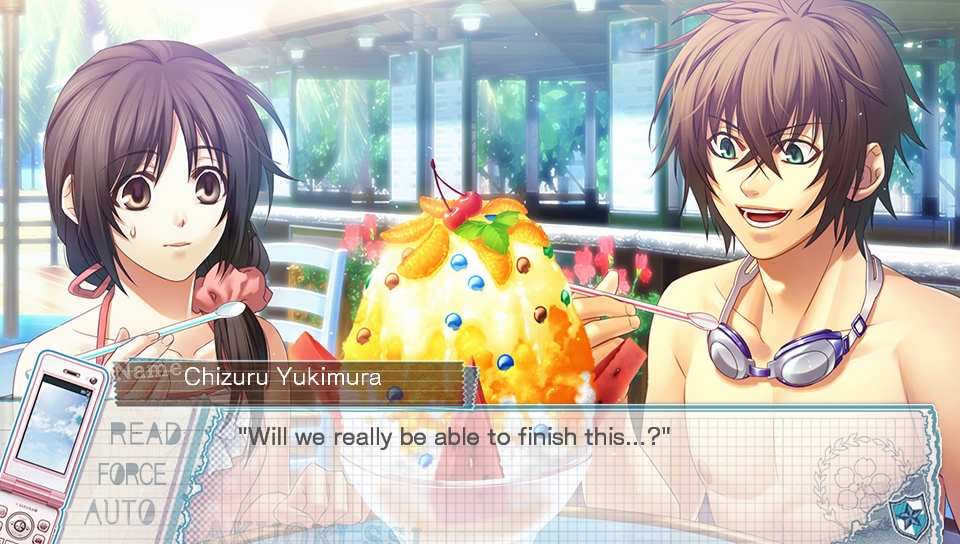 Name
Chizuru Yukimura
"Will we really be able to finish this...?"
READ
FORCE
AUTO